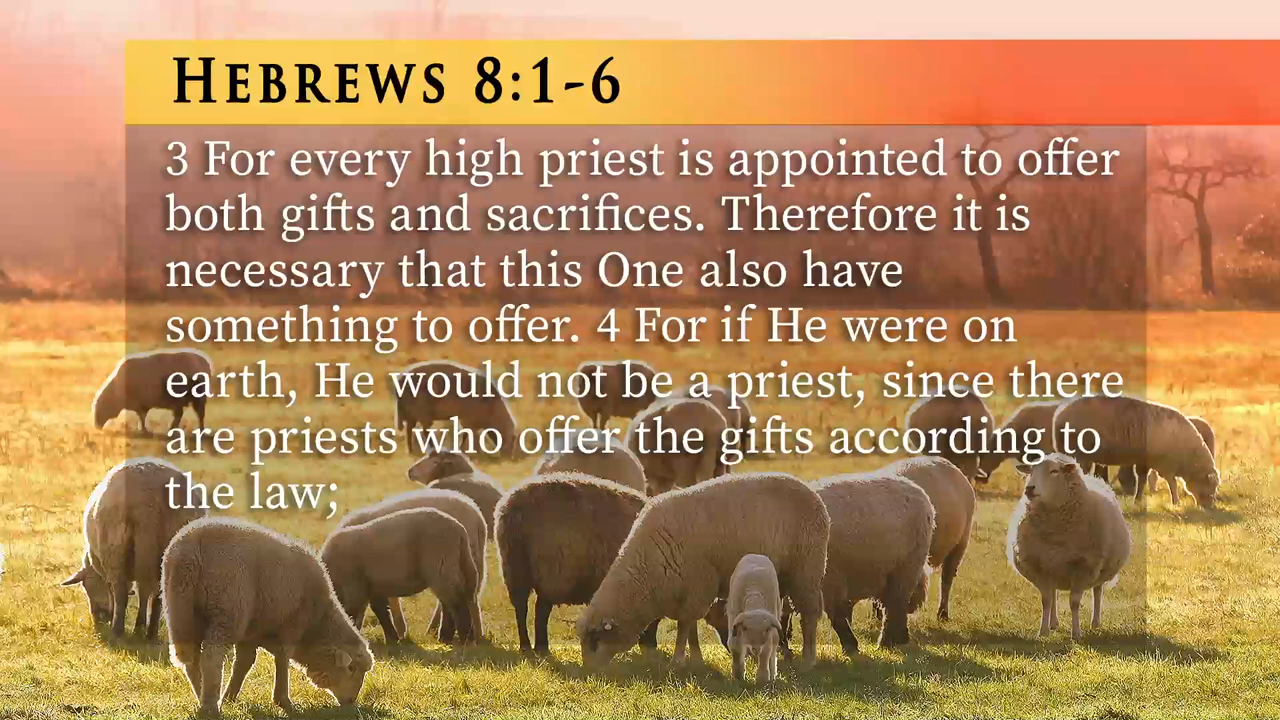 HEBREWS 8:1-6
3 For every high priest is appointed to offer
both gifts and sacrifices. Therefore it is
necessary that this One also have
something to offer. 4 For if He were on
earth, He would not be a priest, since there
are priests who offer the gifts according to
the law;